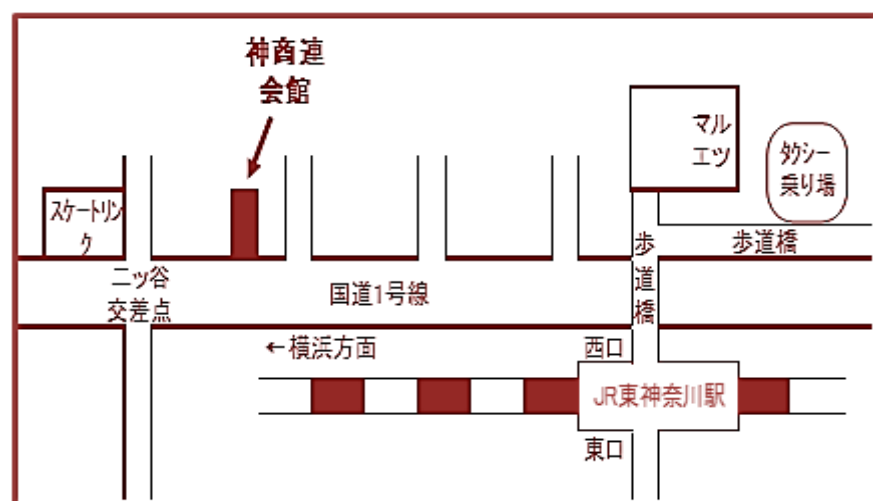 神商連
会館
マル
エツ
タクシー
乗り場
スケートリン
ク
歩道橋
歩道橋
二ッ谷
交差点
国道1号線
←横浜方面
西口
JR東神奈川駅
東口